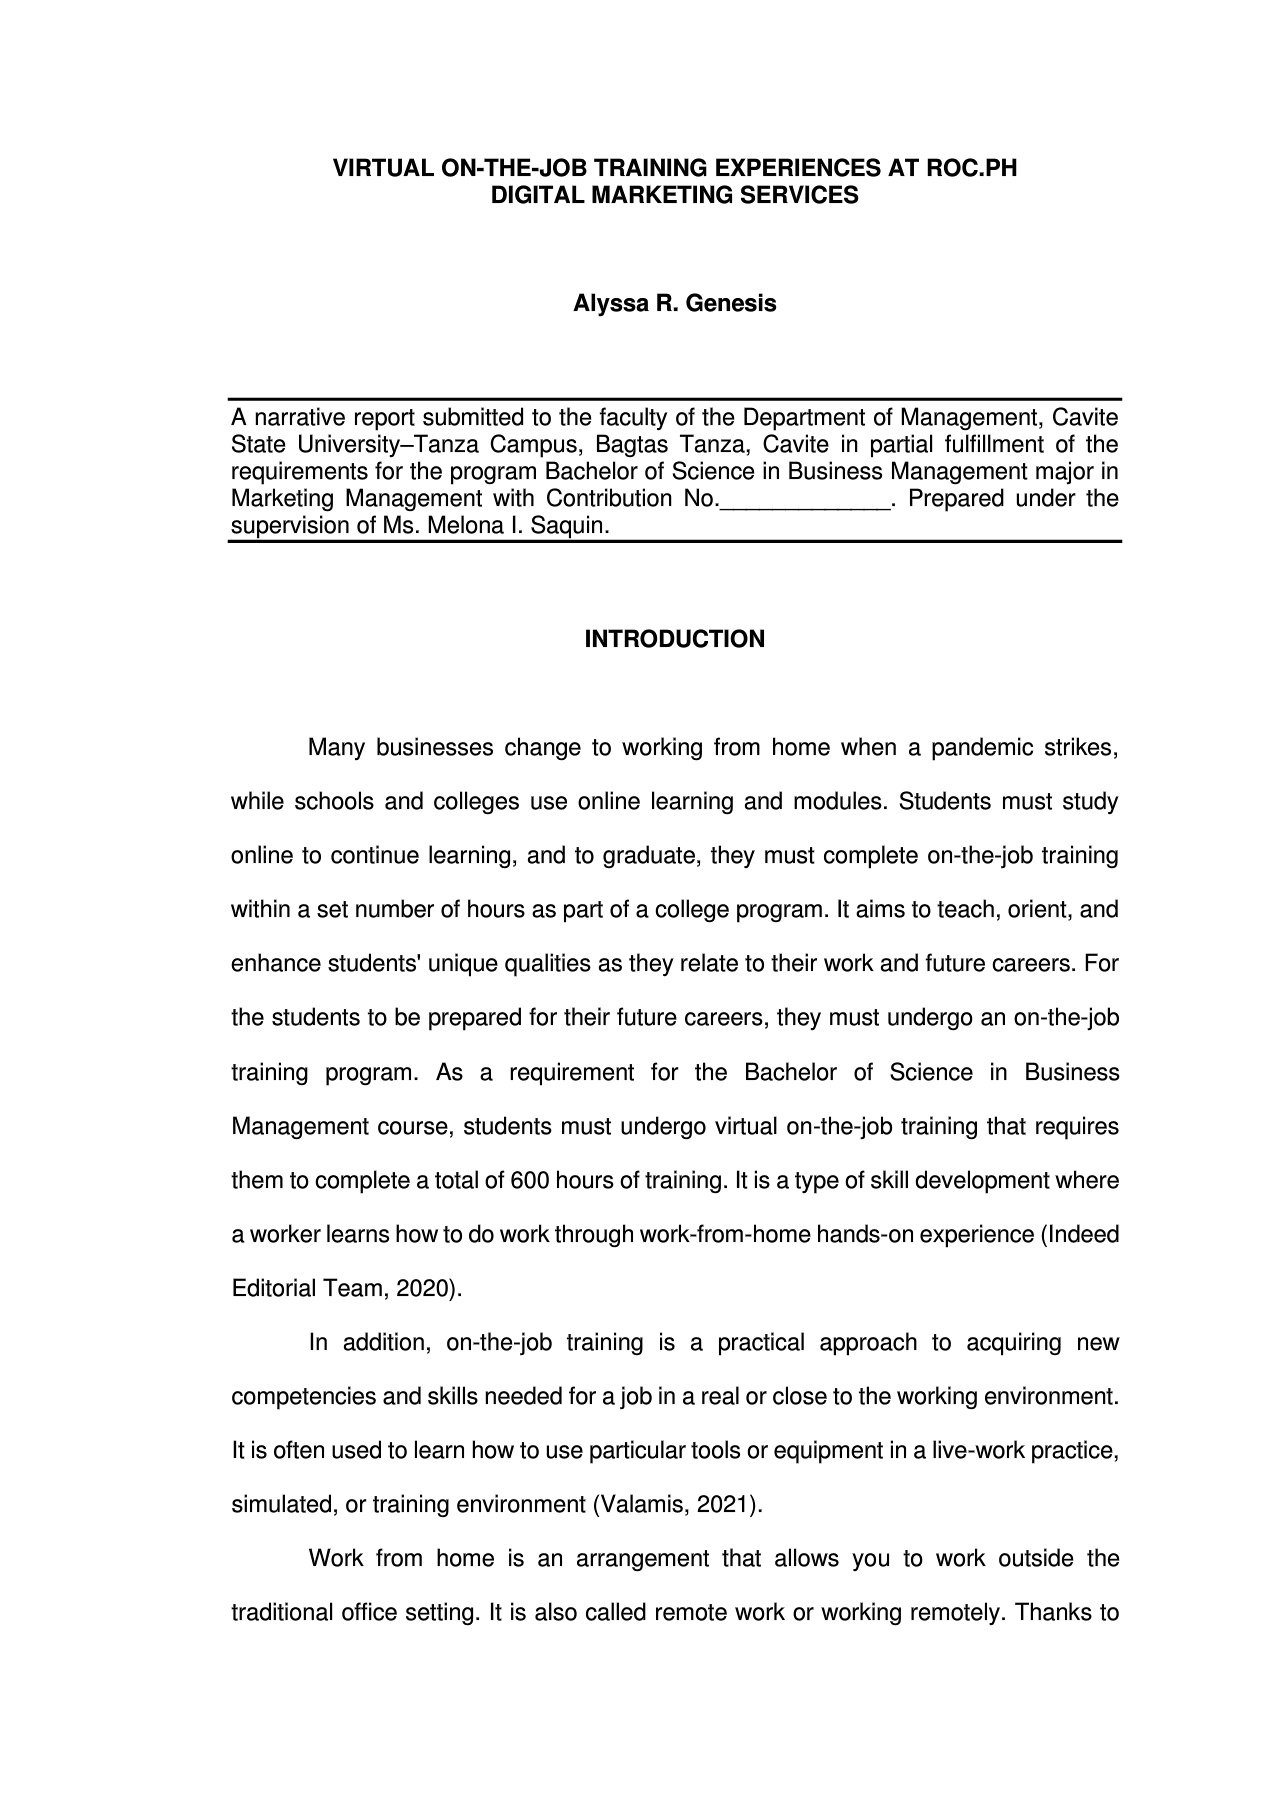 VIRTUAL ON-THE-JOB TRAINING EXPERIENCES AT ROC.PH
DIGITAL MARKETING SERVICES
Alyssa R. Genesis
A narrative report submitted to the faculty of the Department of Management, Cavite
State University–Tanza Campus, Bagtas Tanza, Cavite in partial fulfillment of the
requirements for the program Bachelor of Science in Business Management major in
Marketing Management with Contribution No._____________. Prepared under the
supervision of Ms. Melona I. Saquin.
INTRODUCTION
Many businesses change to working from home when a pandemic strikes,
while schools and colleges use online learning and modules. Students must study
online to continue learning, and to graduate, they must complete on-the-job training
within a set number of hours as part of a college program. It aims to teach, orient, and
enhance students' unique qualities as they relate to their work and future careers. For
the students to be prepared for their future careers, they must undergo an on-the-job
training program. As a requirement for the Bachelor of Science in Business
Management course, students must undergo virtual on-the-job training that requires
them to complete a total of 600 hours of training. It is a type of skill development where
a worker learns how to do work through work-from-home hands-on experience (Indeed
Editorial Team, 2020).
In addition, on-the-job training is a practical approach to acquiring new
competencies and skills needed for a job in a real or close to the working environment.
It is often used to learn how to use particular tools or equipment in a live-work practice,
simulated, or training environment (Valamis, 2021).
Work from home is an arrangement that allows you to work outside the
traditional office setting. It is also called remote work or working remotely. Thanks to